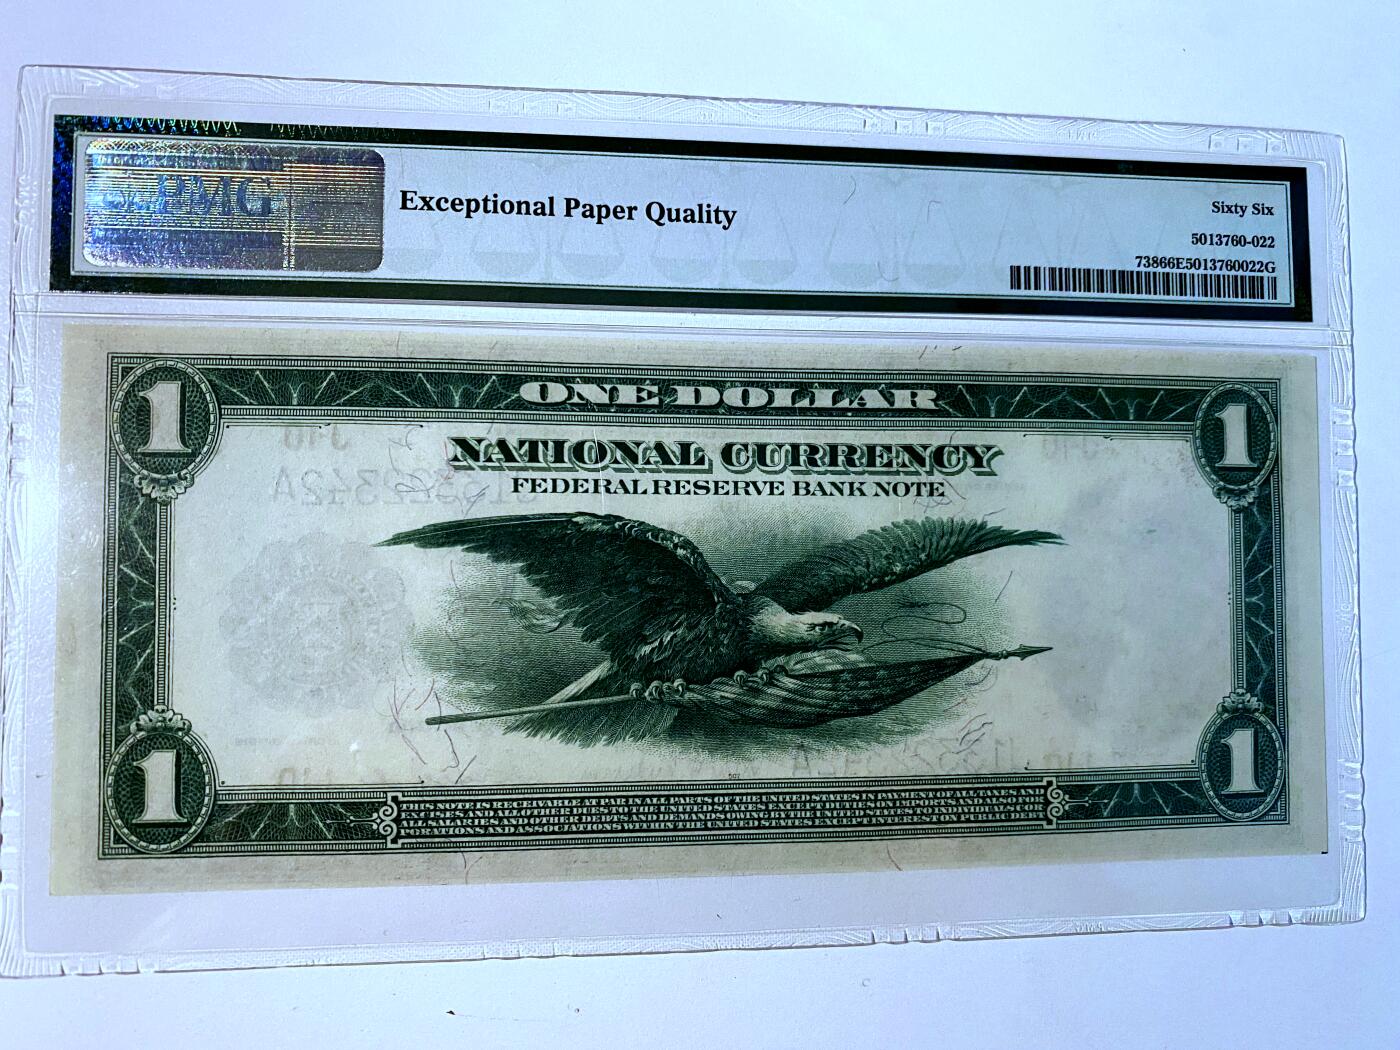 PMG
Exceptional Paper Quality
Sixty Six
5013760-022
73866E5013760022G
1
ONE DOLLAR
1
NATIONAL CURRENCY
FEDERAL RESERVE BANK NOTE
507
1
1
THIS NOTE IS RECEIVABLE AT PAR IN ALL PARTS OF THE UNITED STATES IN PAYMENT OF ALL TAXES AND
EXCISES AND ALL OTHER DUES TO THE UNITED STATES EXCEPT DUTIES ON IMPORTS AND ALSO FOR
ALL SALARIES AND OTHER DEBTS AND DEMANDS OWING BY THE UNITED STATES TO INDIVIDUALS COR-
PORATIONS AND ASSOCIATIONS WITHIN THE UNITED STATES EXCEPT INTEREST ON PUBLIC DEBT